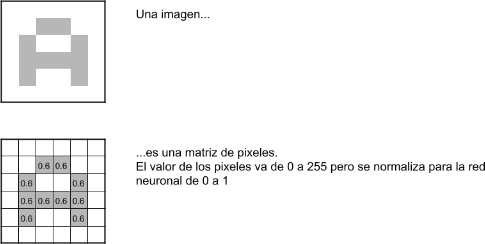 Una imagen...
...es una matriz de pixeles.
El valor de los pixeles va de 0 a 255 pero se normaliza para la red
neuronal de 0 a 1
0.6 0.6
0.6 0.6
0.6 0.6 0.6 0.6
0.6 0.6